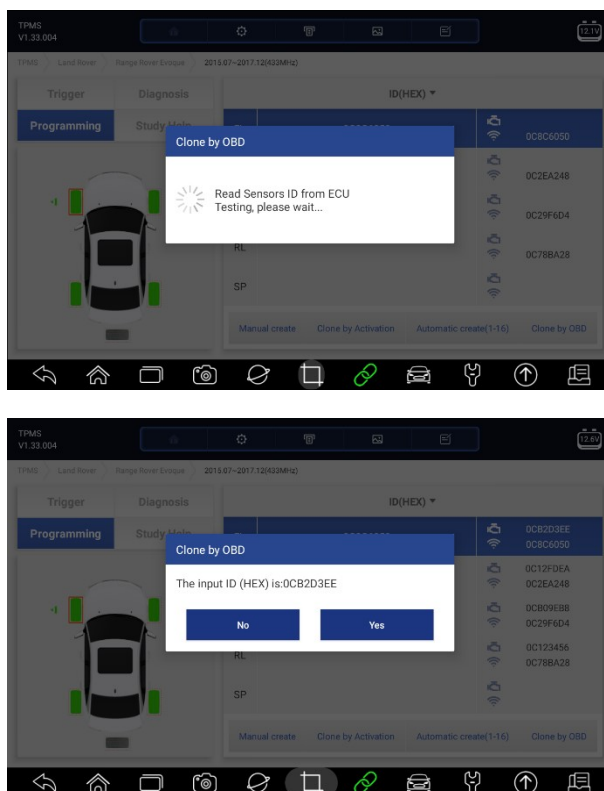 TPMS
V1.33.004
12.1V
TPMS Land Rover Range Rover Evoque 2015.07~2017.12(433MHz)
Trigger Diagnosis ID(HEX)
Programming Study Help
0C8C6050
Clone by OBD
0C2EA248
Read Sensors ID from ECU
Testing, please wait...
0C29F6D4
RL
0C78BA28
SP
Manual create Clone by Activation Automatic create(1-16) Clone by OBD
TPMS
V1.33.004
12.6V
TPMS Land Rover Range Rover Evoque 2015.07~2017.12(433MHz)
Trigger Diagnosis ID(HEX)
Programming Study Help
0CB2D3EE
0C8C6050
Clone by OBD
0C12FDEA
0C2EA248
The input ID (HEX) is:0CB2D3EE
0CB09EBB
0C29F6D4
No Yes
RL
0C123456
0C78BA28
SP
Manual create Clone by Activation Automatic create(1-16) Clone by OBD